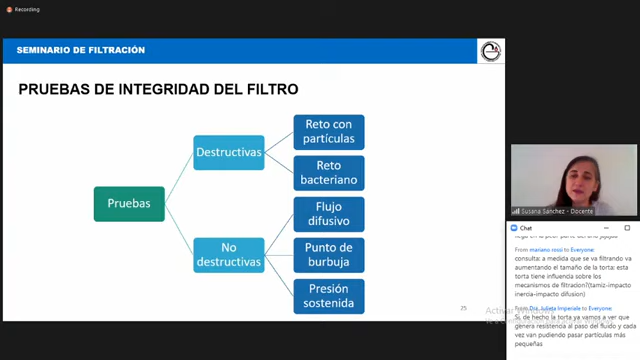 Recording
SEMINARIO DE FILTRACIÓN
PRUEBAS DE INTEGRIDAD DEL FILTRO
Pruebas
Destructivas
No
destructivas
Reto con
partículas
Reto
bacteriano
Flujo
difusivo
Punto de
burbuja
Presión
sostenida
25
Activar
Susana Sánchez - Docente
Chat
From mariano rossi to Everyone:
consulta: a medida que se va filtrando va
aumentando el tamaño de la torta; esta
torta tiene influencia sobre los
mecanismos de filtración? (tamiz-impacto
inercia-impacto difusion)
From Dra. Julieta Imperiale to Everyone:
Si, de hecho la torta ya vamos a ver que
genera resistencia al paso del fluido y cada
vez van pudiendo pasar partículas más
pequeñas